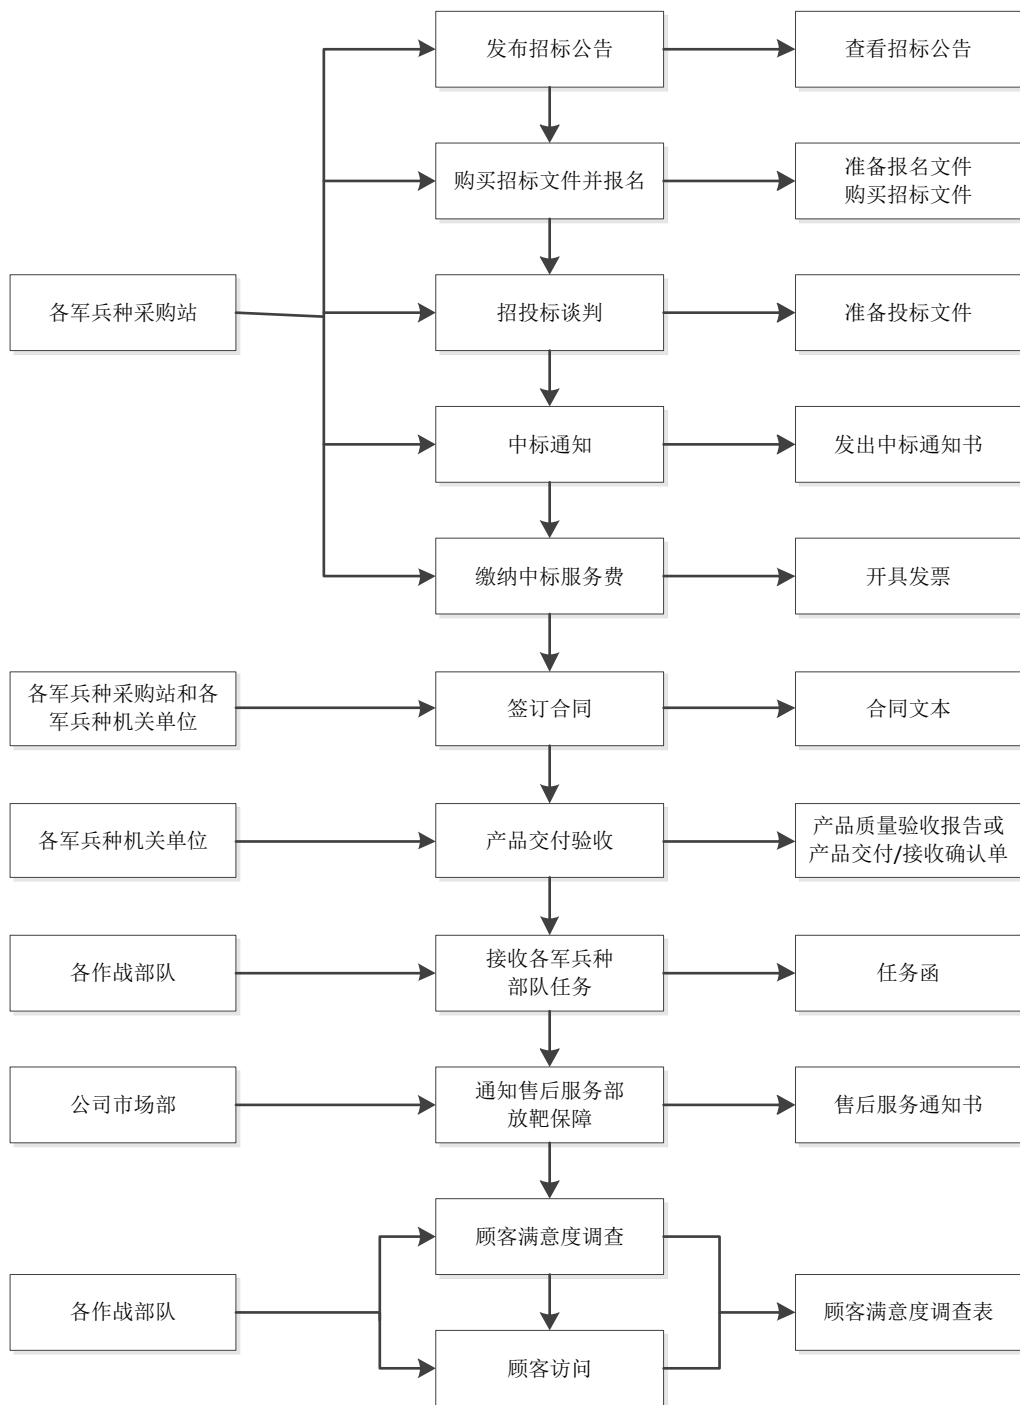 发布招标公告
查看招标公告
购买招标文件并报名
准备报名文件
购买招标文件
各军兵种采购站
招投标谈判
准备投标文件
中标通知
发出中标通知书
缴纳中标服务费
开具发票
各军兵种采购站和各
军兵种机关单位
签订合同
合同文本
各军兵种机关单位
产品交付验收
产品质量验收报告或
产品交付/接收确认单
各作战部队
接收各军兵种
部队任务
任务函
公司市场部
通知售后服务部
放靶保障
售后服务通知书
顾客满意度调查
各作战部队
顾客满意度调查表
顾客访问